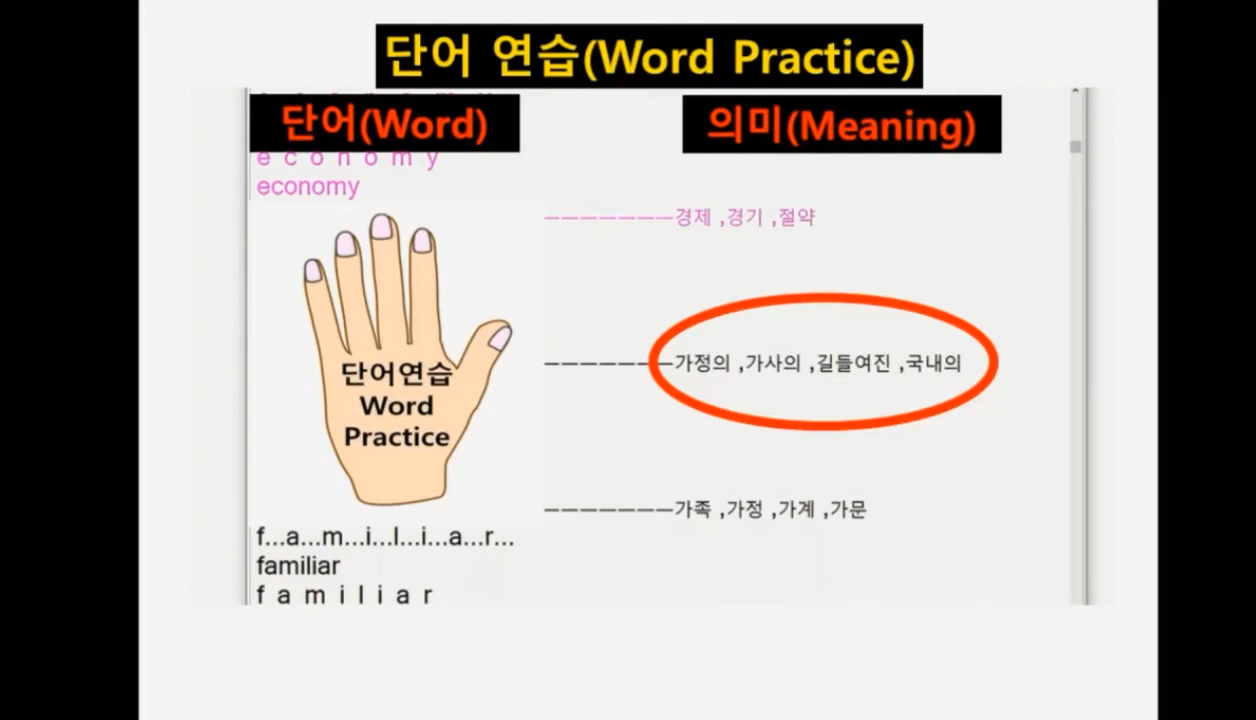 단어 연습(Word Practice)
단어(Word)
의미(Meaning)
e c o n o m y
economy
———————경제 ,경기 ,절약
———————가정의 ,가사의 ,길들여진 ,국내의
단어연습
Word
Practice
———————가족 ,가정 ,가계 ,가문
f...a...m...i...l...i...a...r...
familiar
f a m i l i a r